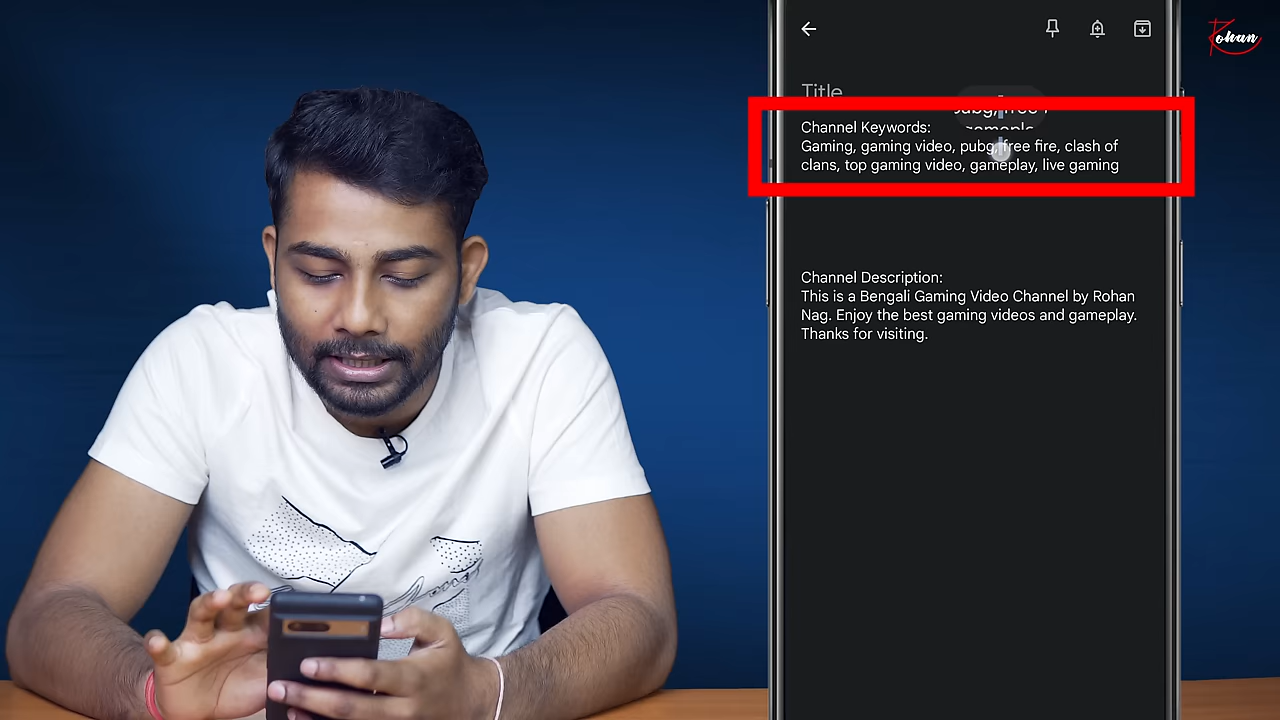 Rohan
Title
Channel Keywords:
Gaming, gaming video, pubg, free fire, clash of
clans, top gaming video, gameplay, live gaming
Channel Description:
This is a Bengali Gaming Video Channel by Rohan
Nag. Enjoy the best gaming videos and gameplay.
Thanks for visiting.